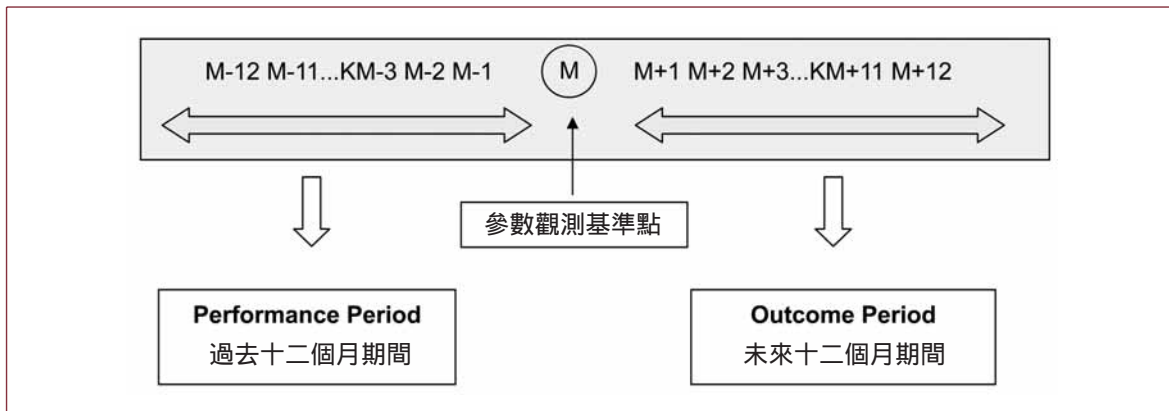 M-12 M-11...KM-3 M-2 M-1 M M+1 M+2 M+3...KM+11 M+12
參數觀測基準點
Performance Period
過去十二個月期間
Outcome Period
未來十二個月期間